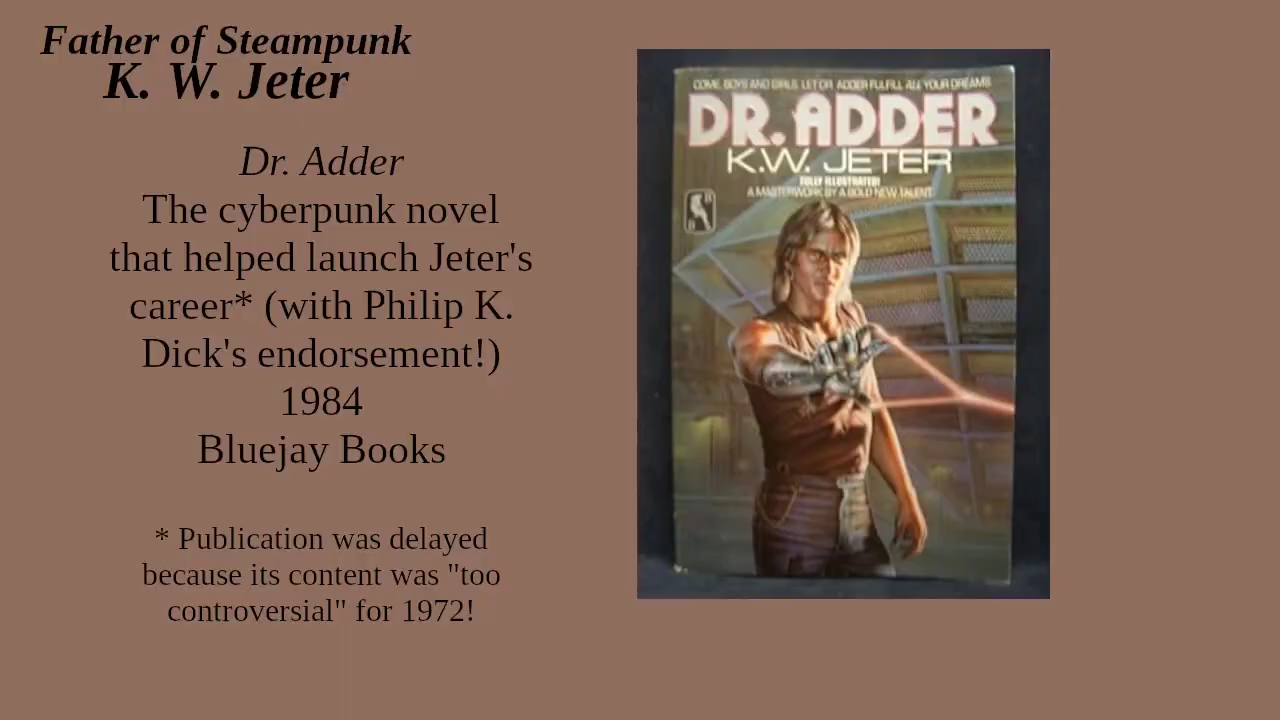 Father of Steampunk
K. W. Jeter
Dr. Adder
The cyberpunk novel
that helped launch Jeter's
career* (with Philip K.
Dick's endorsement!)
1984
Bluejay Books
* Publication was delayed
because its content was "too
controversial" for 1972!
COME, BOYS AND GIRLS, LET DR. ADDER FULFILL ALL YOUR DREAMS.
DR. ADDER
K.W. JETER
FULLY ILLUSTRATED!
A MASTERWORK BY A BOLD NEW TALENT